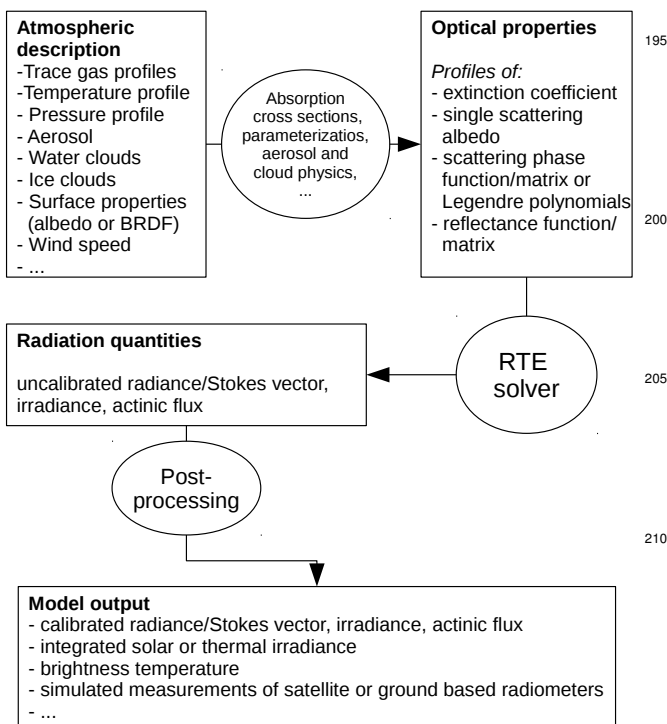 Atmospheric
description
-Trace gas profiles
-Temperature profile
- Pressure profile
- Aerosol
- Water clouds
- Ice clouds
- Surface properties
(albedo or BRDF)
- Wind speed
- ...
Absorption
cross sections,
parameterizatios,
aerosol and
cloud physics,
...
Optical properties
Profiles of:
- extinction coefficient
- single scattering
albedo
- scattering phase
function/matrix or
Legendre polynomials
- reflectance function/
matrix
195
200
RTE
solver
205
Radiation quantities
uncalibrated radiance/Stokes vector,
irradiance, actinic flux
Post-
processing
210
Model output
- calibrated radiance/Stokes vector, irradiance, actinic flux
- integrated solar or thermal irradiance
- brightness temperature
- simulated measurements of satellite or ground based radiometers
- ...